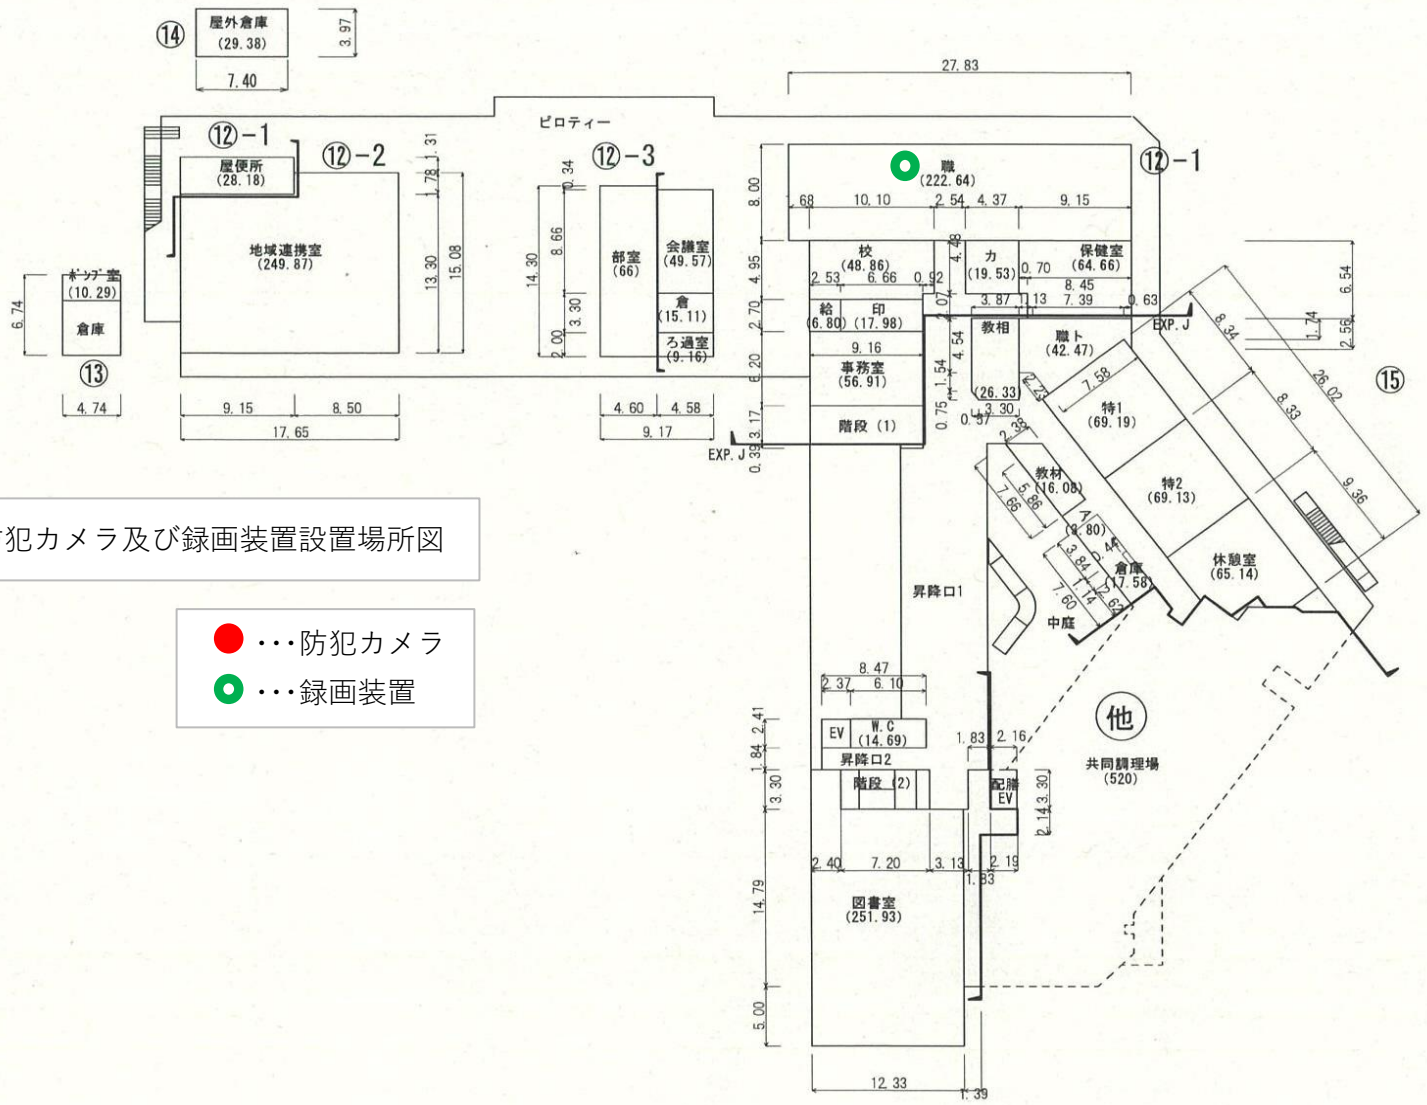 ⑭
屋外倉庫
(29.38)
3.97
7.40
27.83
ピロティー
⑫-1
屋便所
(28.18)
⑫-2
1.31
1.78
⑫-3
0.34
職
(222.64)
⑫-1
8.00
.68
10.10
2.54
4.37
9.15
地域連携室
(249.87)
13.30
15.08
14.30
8.66
3.30
2.00
部室
(66)
会議室
(49.57)
倉
(15.11)
ろ過室
(9.16)
校
(48.86)
2.53
6.66
0.92
4.48
カ
(19.53)
保健室
(64.66)
0.70
8.45
4.95
2.70
6.20
3.17
0.39
2.07
3.87
1.13
7.39
0.63
給
(6.80)
印
(17.98)
EXP.J
9.16
事務室
(56.91)
階段 (1)
EXP.J
教相
(26.33)
4.54
1.54
0.75
3.30
0.57
職ト
(42.47)
2.23
2.38
7.58
特1
(69.19)
特2
(69.13)
休憩室
(65.14)
8.34
8.33
9.36
26.02
6.54
1.74
2.56
⑮
ポンプ室
(10.29)
倉庫
6.74
⑬
4.74
9.15
8.50
17.65
4.60
4.58
9.17
教材
(16.08)
5.86
7.66
(3.80)
3.84
1.14
2.62
7.60
倉庫
(17.58)
中庭
犯カメラ及び録画装置設置場所図
・・・防犯カメラ
・・・録画装置
昇降口1
8.47
2.37
6.10
2.41
1.84
3.30
EV
W.C
(14.69)
昇降口2
階段 (2)
1.83
2.16
配膳
EV
3.30
2.14
他
共同調理場
(520)
2.40
7.20
3.13
1.83
2.19
14.79
図書室
(251.93)
5.00
12.33
1.39